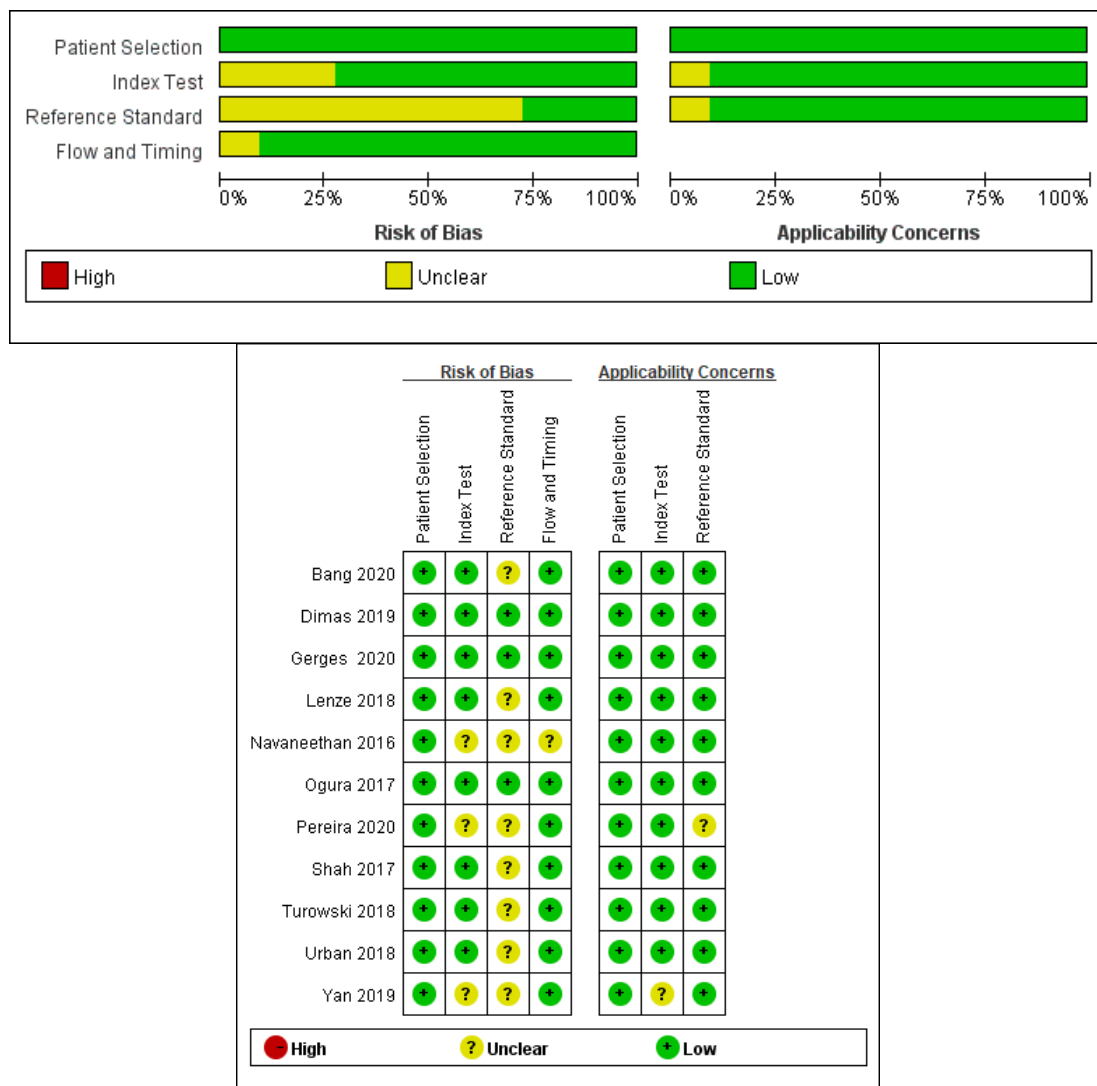 Patient Selection
Index Test
Reference Standard
Flow and Timing
0% 25% 50% 75% 100% 0% 25% 50% 75% 100%
Risk of Bias Applicability Concerns
High Unclear Low
Risk of Bias Applicability Concerns
Patient Selection
Index Test
Reference Standard
Flow and Timing
Patient Selection
Index Test
Reference Standard
Bang 2020 + + ? + + + +
Dimas 2019 + + + + + + +
Gerges 2020 + + + + + + +
Lenze 2018 + + ? + + + +
Navaneethan 2016 + ? ? ? + + +
Ogura 2017 + + + + + + +
Pereira 2020 + ? ? + + + ?
Shah 2017 + + ? + + + +
Turowski 2018 + + ? + + + +
Urban 2018 + + ? + + + +
Yan 2019 + ? ? + + ? +
- High ? Unclear + Low